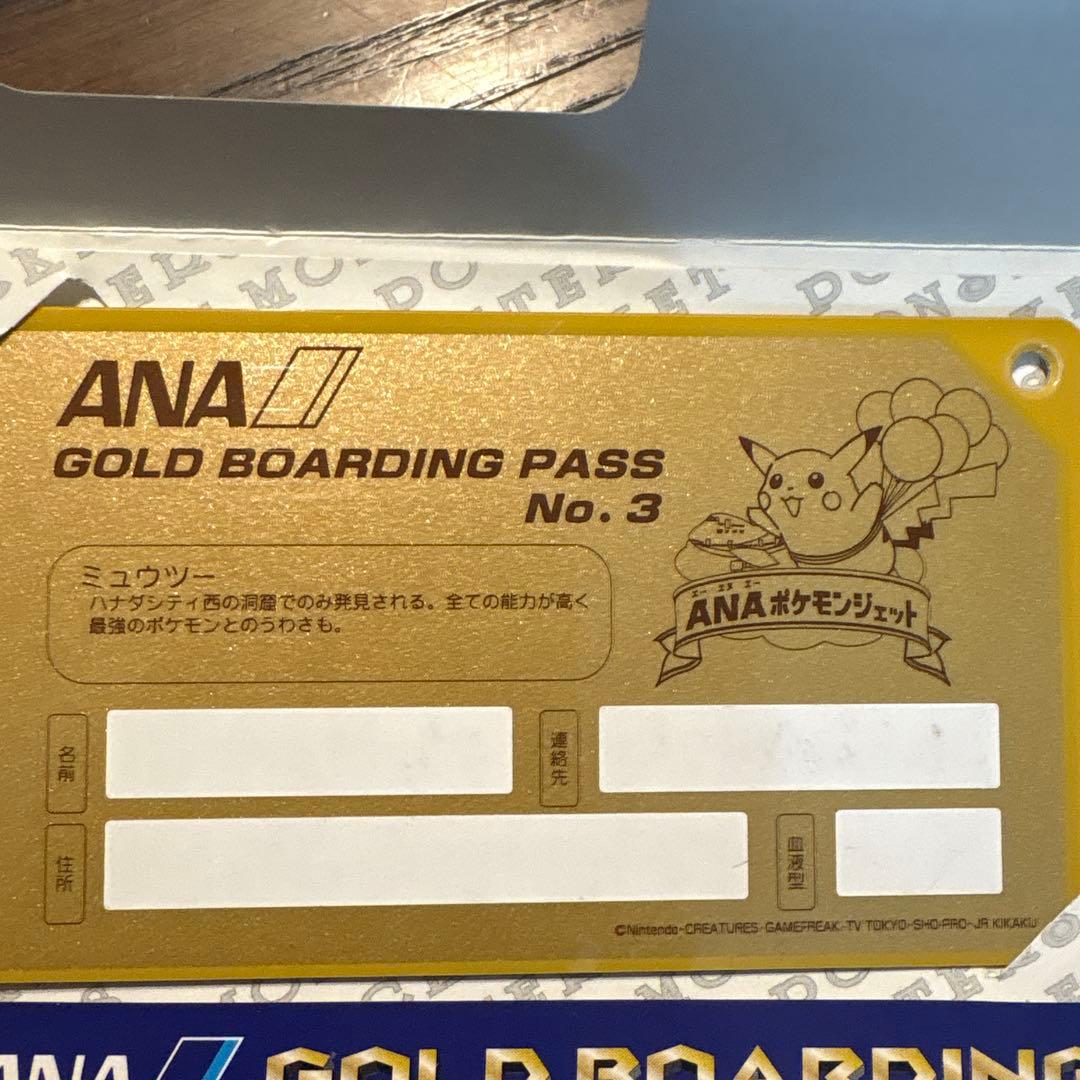 ANA
GOLD BOARDING PASS
No. 3
ミュウツー
ハナダシティ西の洞窟でのみ発見される。全ての能力が高く
最強のポケモンとのうわさも。
エー エヌ エー
ANAポケモンジェット
名前
連絡先
住所
血液型
©Nintendo・CREATURES・GAMEFREAK・TV TOKYO・SHO-PRO・JR KIKAKU
ANA GOLD BOARDING